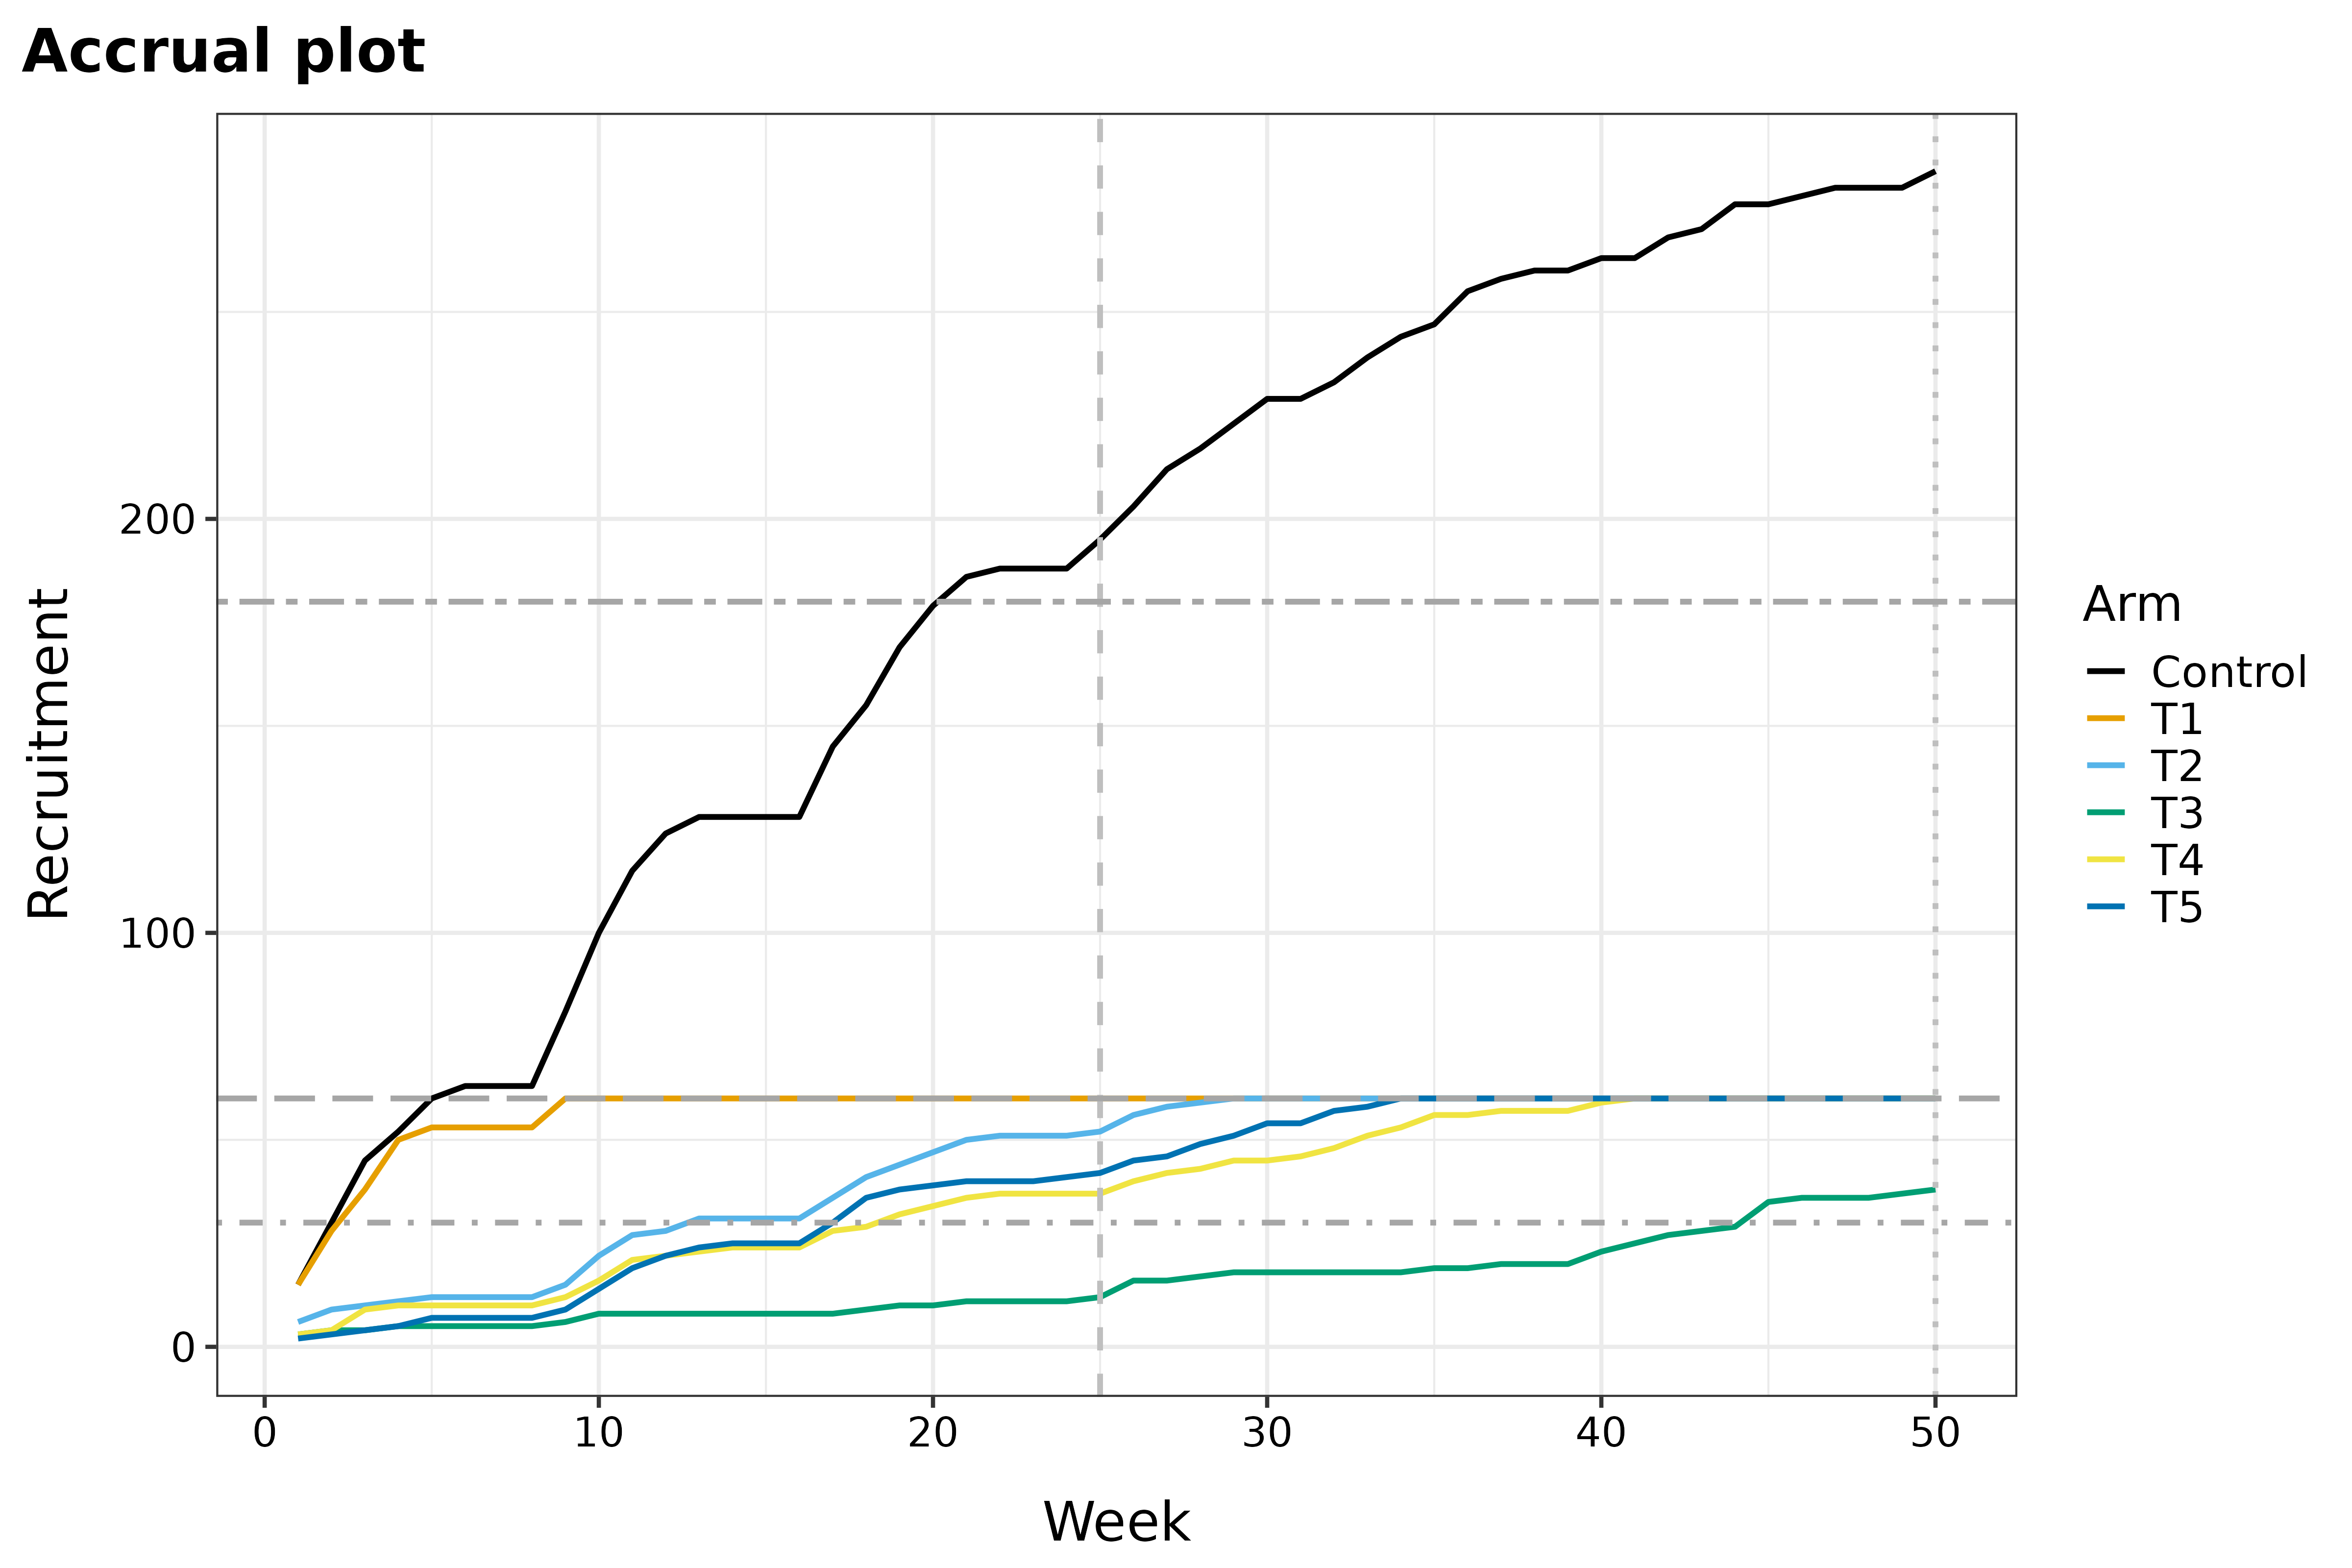 Accrual plot
Recruitment
200
100
0
0 10 20 30 40 50
Week
Arm
Control
T1
T2
T3
T4
T5